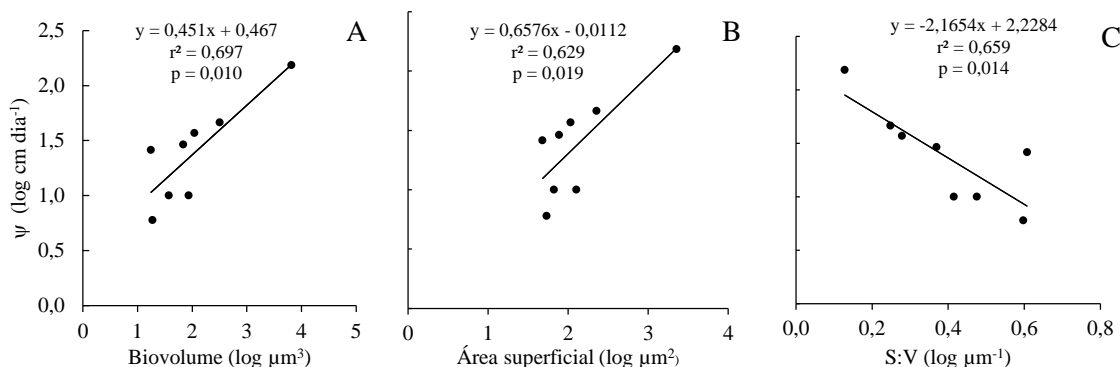 y = 0,451x + 0,467
r² = 0,697
p = 0,010
A
2,5
2,0
1,5
1,0
0,5
0,0
ψ (log cm dia⁻¹)
0 1 2 3 4 5
Biovolume (log µm³)
y = 0,6576x - 0,0112
r² = 0,629
p = 0,019
B
0 1 2 3 4
Área superficial (log µm²)
y = -2,1654x + 2,2284
r² = 0,659
p = 0,014
C
0,0 0,2 0,4 0,6 0,8
S:V (log µm⁻¹)